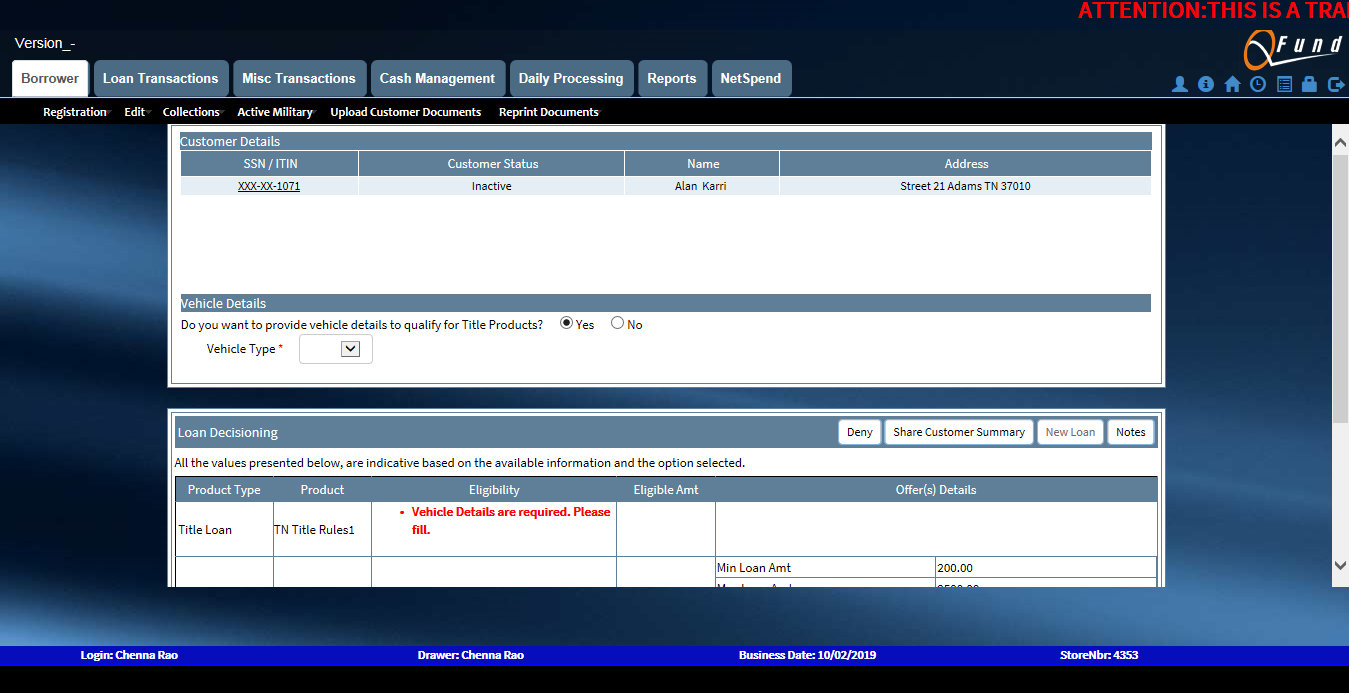 ATTENTION:THIS IS A TRA
Version_-
QFund
Borrower Loan Transactions Misc Transactions Cash Management Daily Processing Reports NetSpend
Registration Edit Collections Active Military Upload Customer Documents Reprint Documents
Customer Details
SSN / ITIN Customer Status Name Address
XXX-XX-1071 Inactive Alan Karri Street 21 Adams TN 37010
Vehicle Details
Do you want to provide vehicle details to qualify for Title Products? Yes No
Vehicle Type *
Loan Decisioning Deny Share Customer Summary New Loan Notes
All the values presented below, are indicative based on the available information and the option selected.
Product Type Product Eligibility Eligible Amt Offer(s) Details
• Vehicle Details are required. Please
fill.
Title Loan TN Title Rules1
Min Loan Amt 200.00
Login: Chenna Rao Drawer: Chenna Rao Business Date: 10/02/2019 StoreNbr: 4353